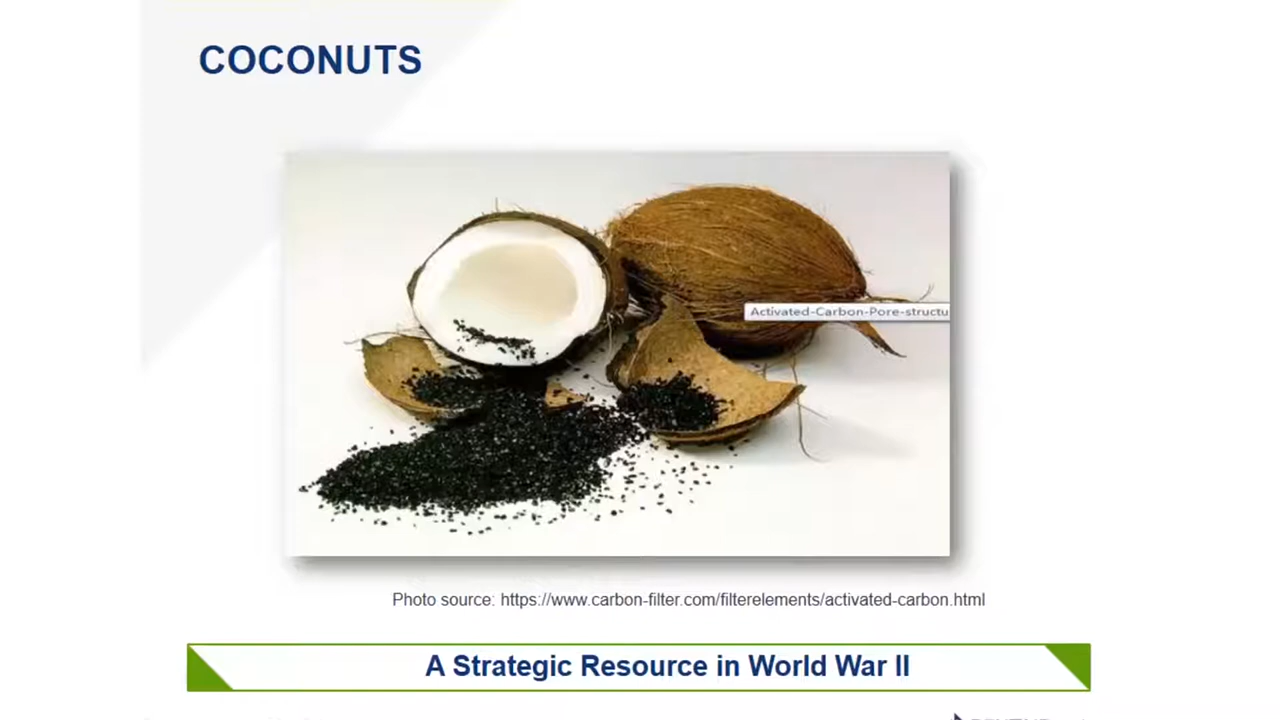 COCONUTS
Activated-Carbon-Pore-structu
Photo source: https://www.carbon-filter.com/filterelements/activated-carbon.html
A Strategic Resource in World War II